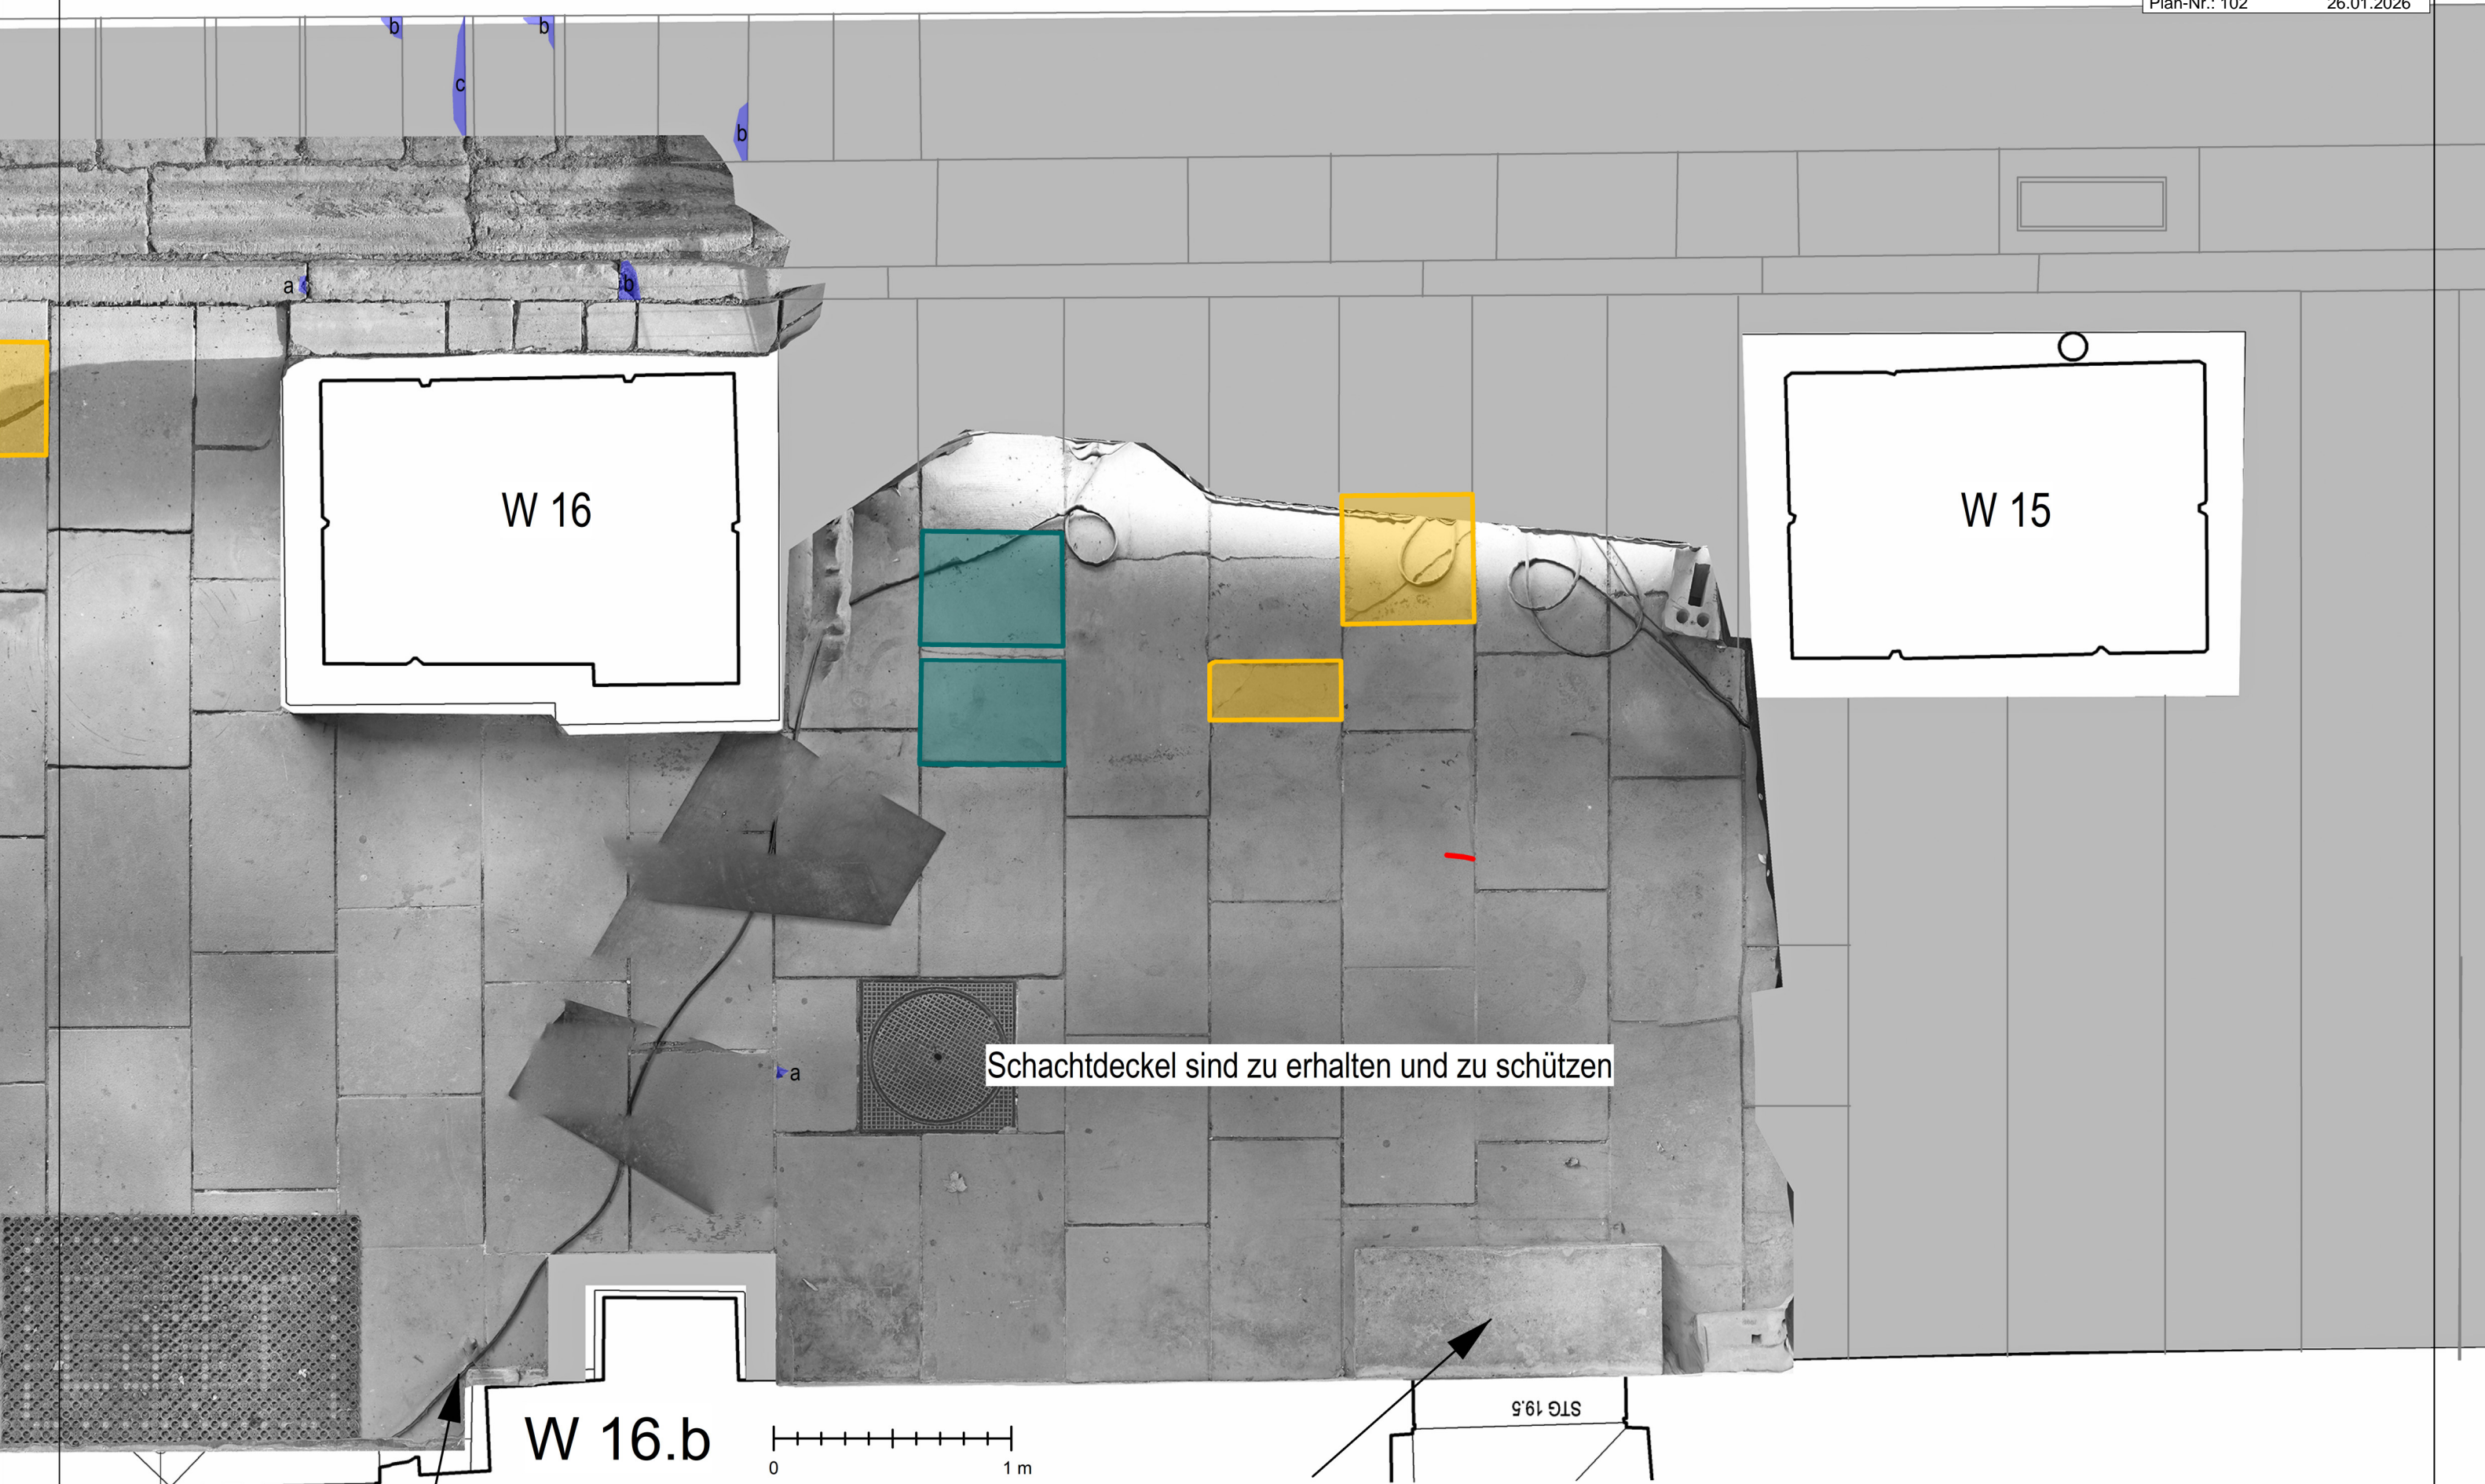 Plan-Nr.: 102 26.01.2026
b
b
c
b
a
b
W 16
W 15
a
Schachtdeckel sind zu erhalten und zu schützen
W 16.b
0
1 m
STG 19.5